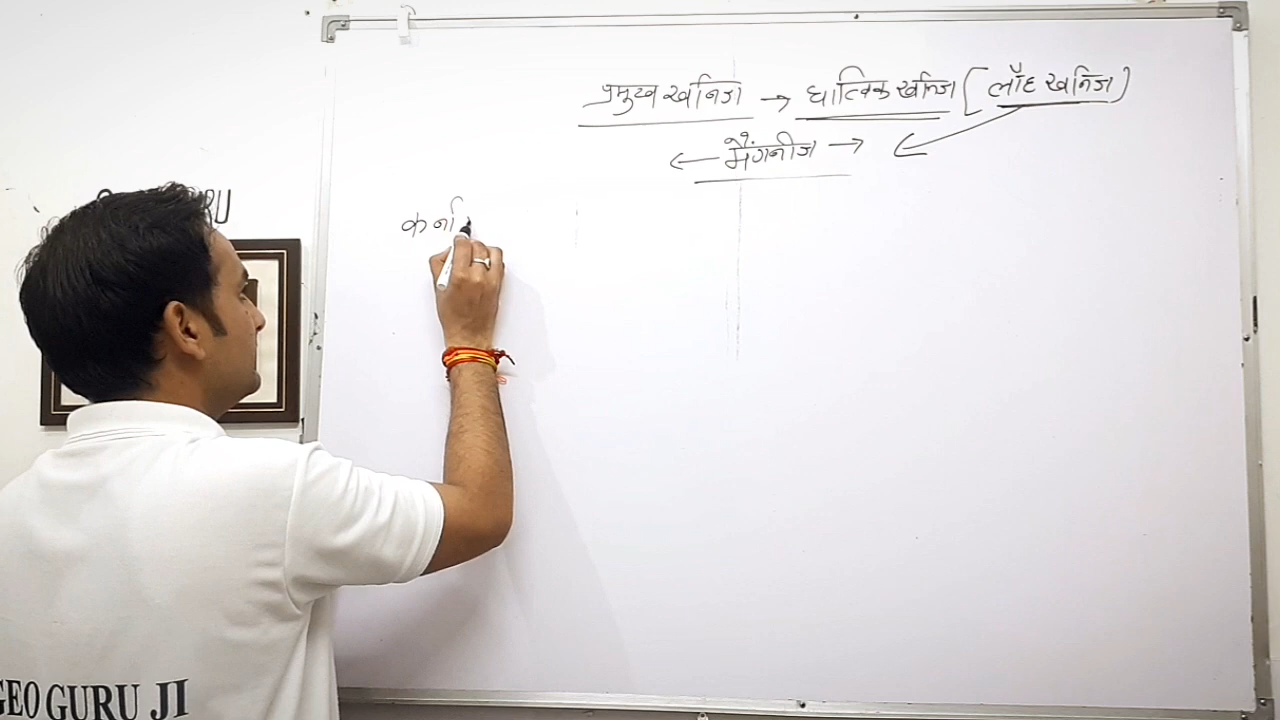 प्रमुख खनिज → धात्विक खनिज (लौह खनिज)
← मैंगनीज →
कर्ना
GEO GURU JI